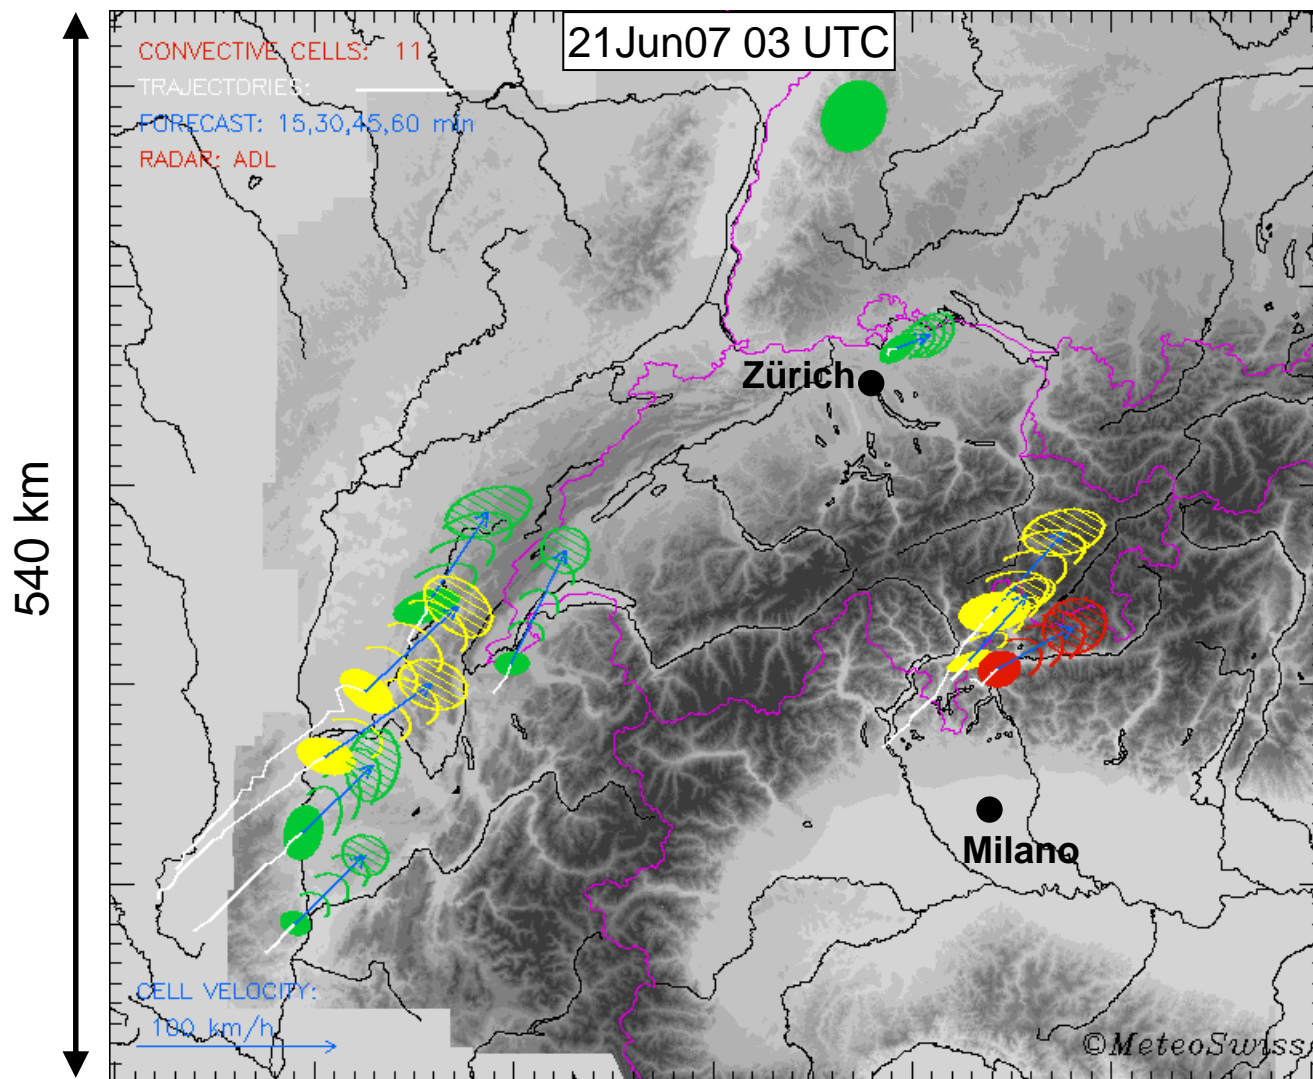 21Jun07 03 UTC
CONVECTIVE CELLS: 11
TRAJECTORIES:
FORECAST: 15,30,45,60 min
RADAR: ADL
Zürich
540 km
Milano
CELL VELOCITY:
100 km/h
©MeteoSwiss